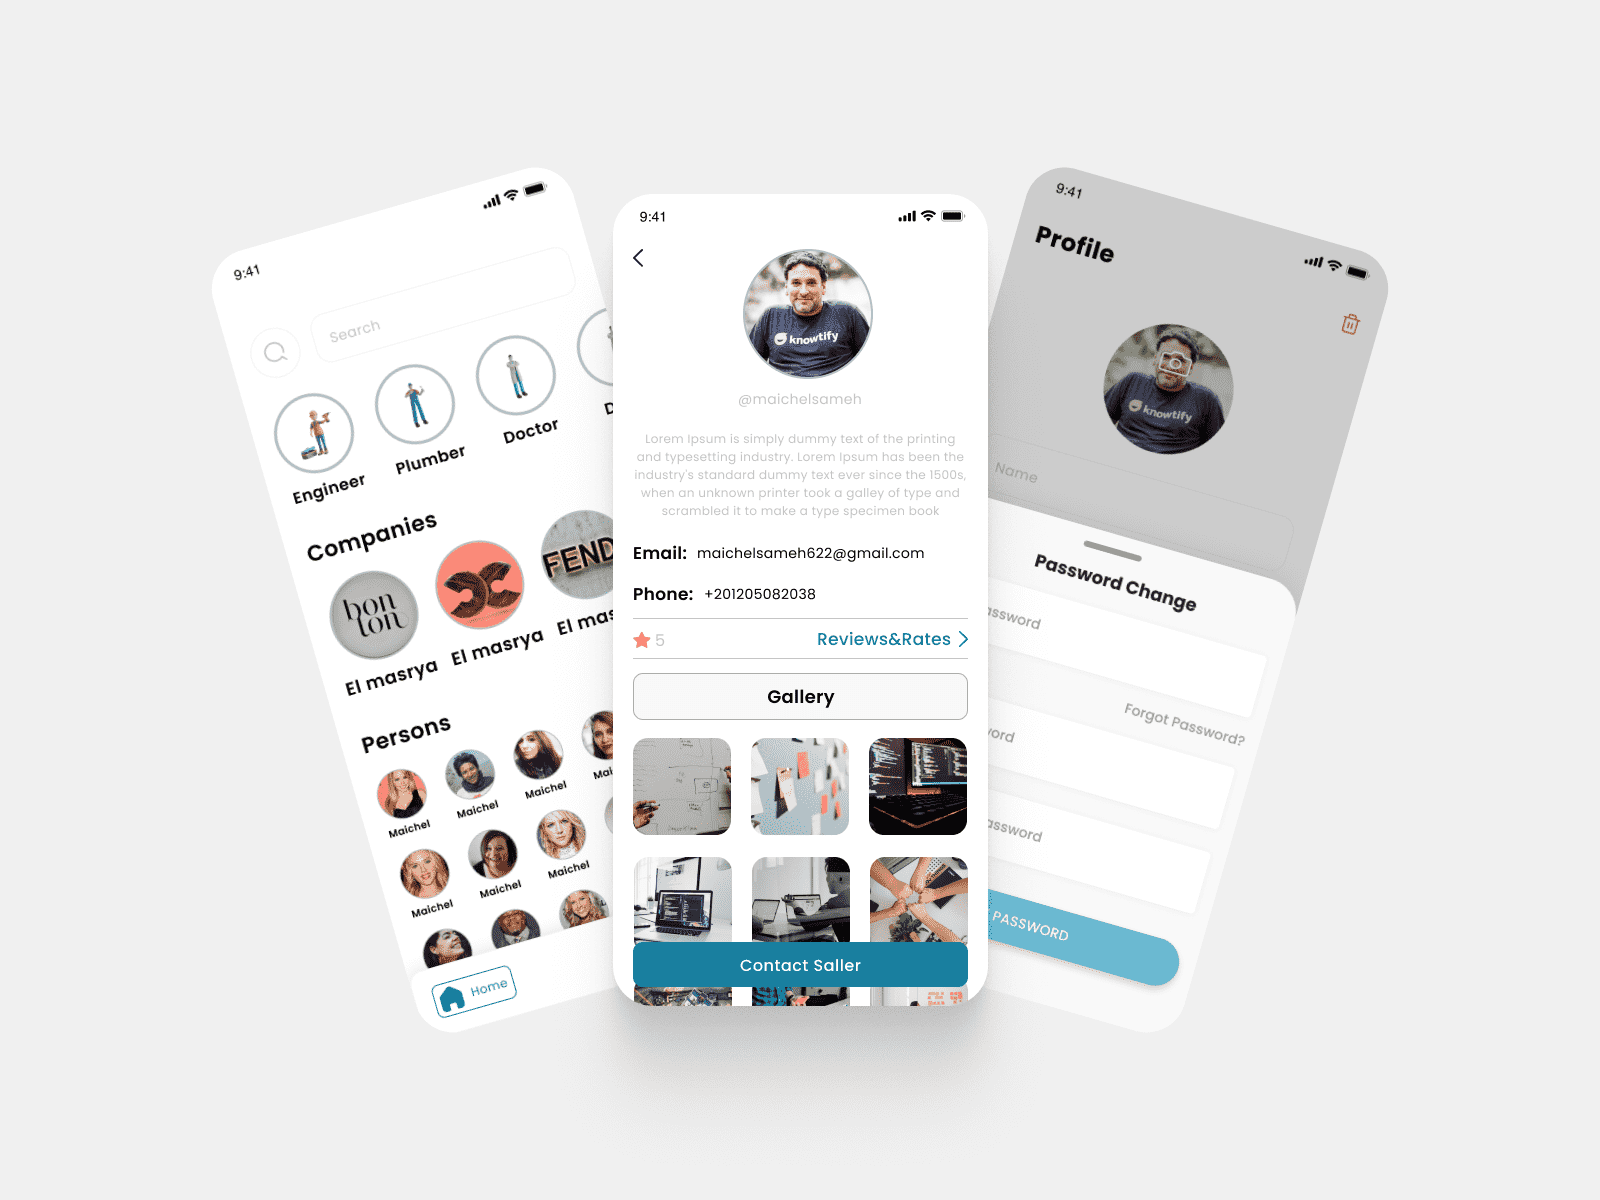 9:41
Search
Engineer
Plumber
Doctor
D
Companies
bon
ton
FEND
El masrya
El masrya
El mas
Persons
Maichel
Maichel
Maichel
Mai
Maichel
Maichel
Maichel
Home
9:41
knowtify
@maichelsameh
Lorem Ipsum is simply dummy text of the printing
and typesetting industry. Lorem Ipsum has been the
industry's standard dummy text ever since the 1500s,
when an unknown printer took a galley of type and
scrambled it to make a type specimen book
Email: maichelsameh622@gmail.com
Phone: +201205082038
5
Reviews&Rates
Gallery
Contact Saller
9:41
Profile
knowtify
Name
Password Change
assword
Forgot Password?
word
assword
PASSWORD